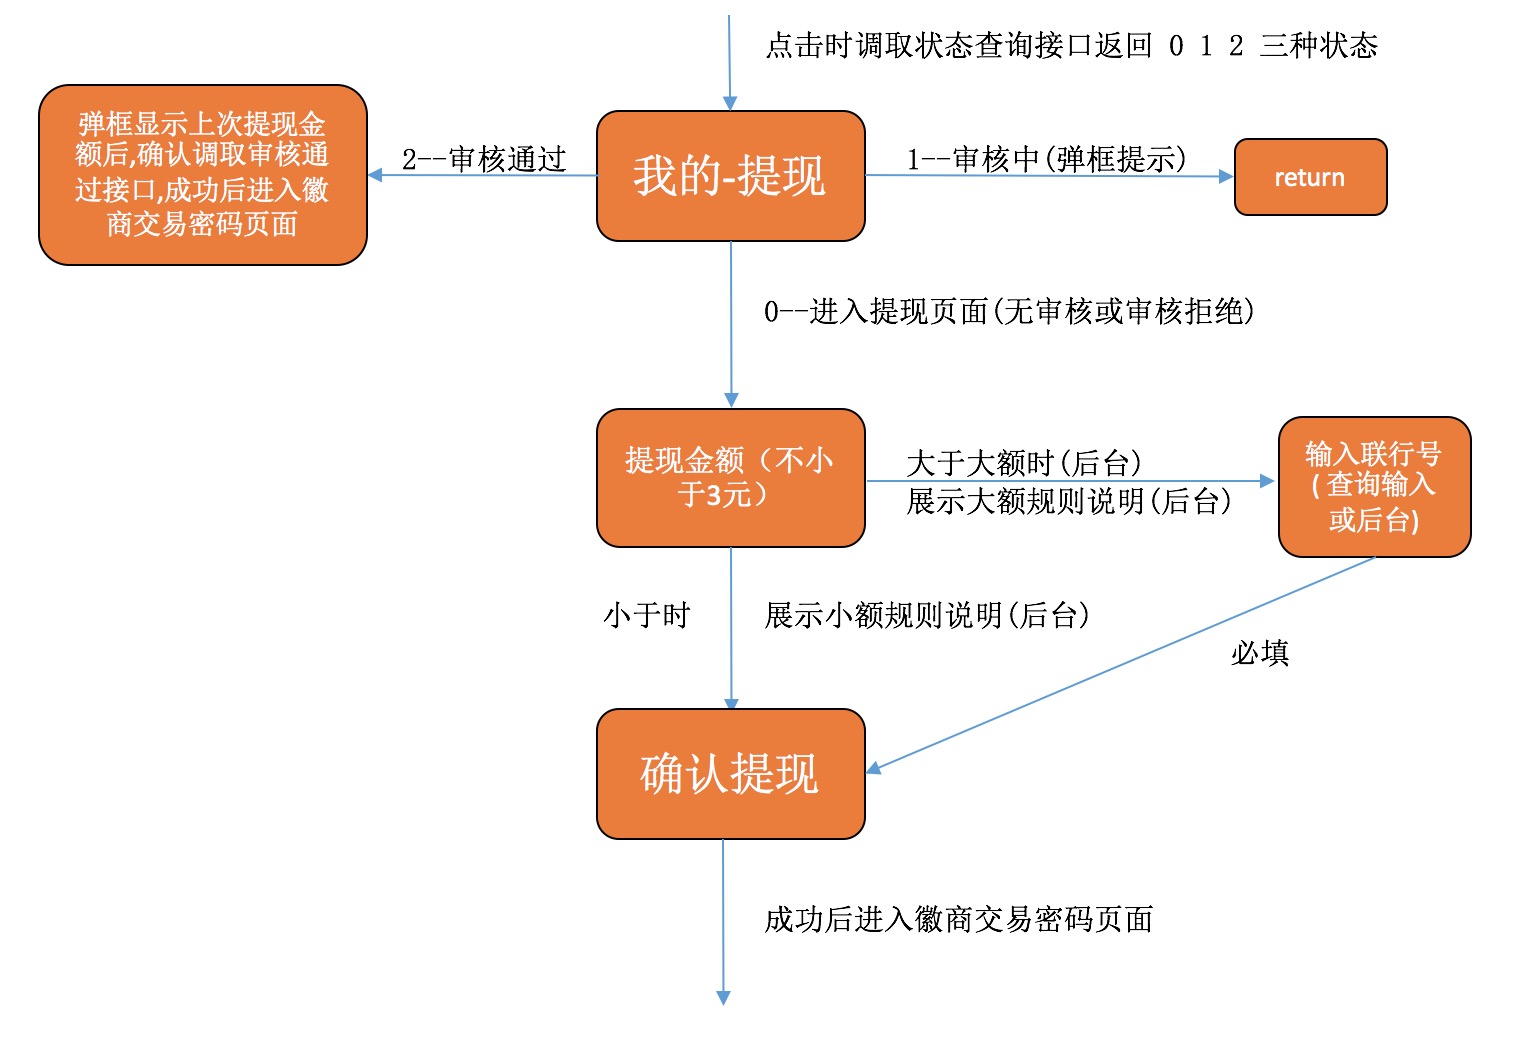 点击时调取状态查询接口返回 0 1 2 三种状态
弹框显示上次提现金
额后,确认调取审核通
过接口,成功后进入徽
商交易密码页面
2--审核通过
我的-提现
1--审核中(弹框提示)
return
0--进入提现页面(无审核或审核拒绝)
提现金额（不小
于3元）
大于大额时(后台)
展示大额规则说明(后台)
输入联行号
( 查询输入
或后台)
小于时
展示小额规则说明(后台)
必填
确认提现
成功后进入徽商交易密码页面